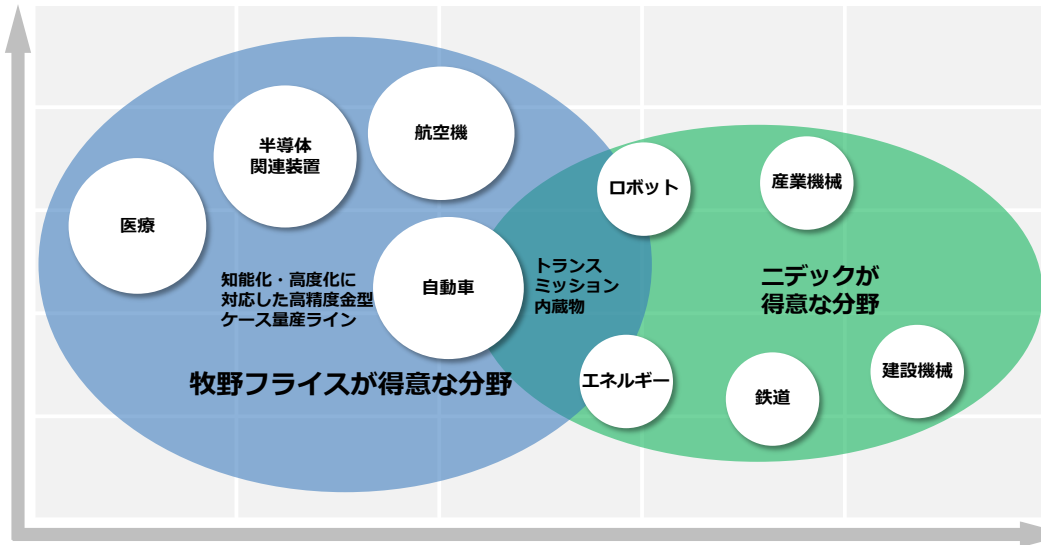 航空機
半導体
関連装置
医療
ロボット
産業機械
自動車
知能化・高度化に
対応した高精度金型
ケース量産ライン
トランス
ミッション
内蔵物
ニデックが
得意な分野
牧野フライスが得意な分野
エネルギー
鉄道
建設機械